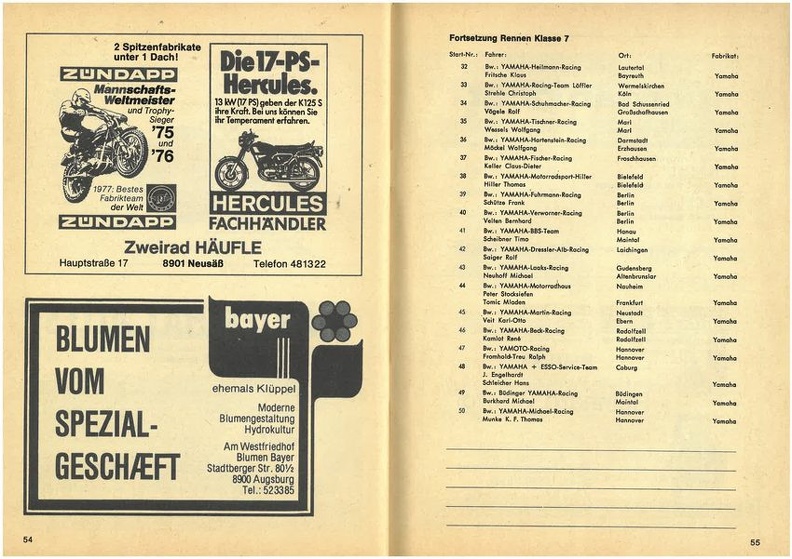 2 Spitzenfabrikate
unter 1 Dach!
ZÜNDAPP
Mannschafts-
Weltmeister
und Trophy-
Sieger
'75
und
'76
1977: Bestes
Fabrikteam
der Welt
ZÜNDAPP
Die 17-PS-
Hercules.
13 kW (17 PS) geben der K125 S
ihre Kraft. Bei uns können Sie
ihr Temperament erfahren.
HERCULES
FACHHÄNDLER
Zweirad HÄUFLE
Hauptstraße 17 8901 Neusäß Telefon 481322
BLUMEN
VOM
SPEZIAL-
GESCHÆFT
bayer
ehemals Klüppel
Moderne
Blumengestaltung
Hydrokultur
Am Westfriedhof
Blumen Bayer
Stadtberger Str. 80½
8900 Augsburg
Tel.: 523385
54
Fortsetzung Rennen Klasse 7
Start-Nr.: Fahrer: Ort: Fabrikat:
32 Bw.: YAMAHA-Heilmann-Racing Lautertal
Fritsche Klaus Bayreuth Yamaha
33 Bw.: YAMAHA-Racing-Team Löffler Wermelskirchen
Strehle Christoph Köln Yamaha
34 Bw.: YAMAHA-Schuhmacher-Racing Bad Schussenried
Vögele Rolf Großschafhausen Yamaha
35 Bw.: YAMAHA-Tischner-Racing Marl
Wessels Wolfgang Marl Yamaha
36 Bw.: YAMAHA-Hortenstein-Racing Darmstadt
Möckel Wolfgang Erzhausen Yamaha
37 Bw.: YAMAHA-Fischer-Racing Froschhausen
Keller Claus-Dieter Yamaha
38 Bw.: YAMAHA-Motorradsport-Hiller Bielefeld
Hiller Thomas Bielefeld Yamaha
39 Bw.: YAMAHA-Fuhrmann-Racing Berlin
Schütze Frank Berlin Yamaha
40 Bw.: YAMAHA-Verworner-Racing Berlin
Velten Bernhard Berlin Yamaha
41 Bw.: YAMAHA-BBS-Team Hanau
Scheibner Timo Maintal Yamaha
42 Bw.: YAMAHA-Dressler-Alb-Racing Laichingen
Saiger Rolf Yamaha
43 Bw.: YAMAHA-Laaks-Racing Gudensberg
Neuhoff Michael Altenbrunslar Yamaha
44 Bw.: YAMAHA-Motorradhaus Nauheim
Peter Stocksiefen
Tomic Mladen Frankfurt Yamaha
45 Bw.: YAMAHA-Martin-Racing Neustadt
Veit Karl-Otto Ebern Yamaha
46 Bw.: YAMAHA-Beck-Racing Radolfzell
Kamlot René Radolfzell Yamaha
47 Bw.: YAMOTO-Racing Hannover
Fromhold-Treu Ralph Hannover Yamaha
48 Bw.: YAMAHA + ESSO-Service-Team Coburg
J. Engelhardt
Schleicher Hans Yamaha
49 Bw.: Büdinger YAMAHA-Racing Büdingen
Burkhard Michael Maintal Yamaha
50 Bw.: YAMAHA-Michael-Racing Hannover
Munke K. F. Thomas Hannover Yamaha
55